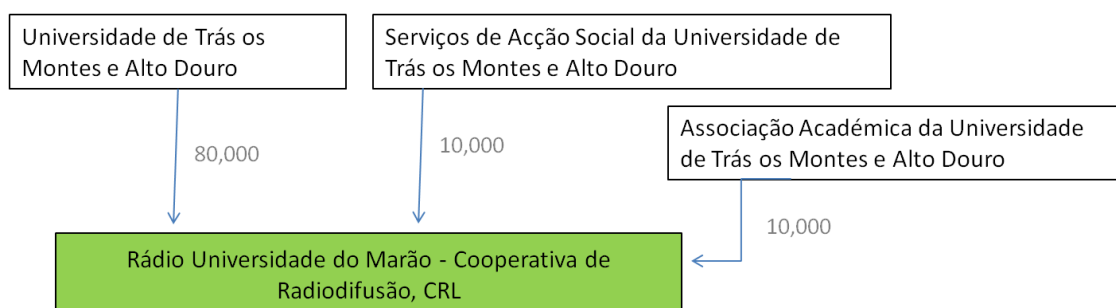 Universidade de Trás os
Montes e Alto Douro
Serviços de Acção Social da Universidade de
Trás os Montes e Alto Douro
Associação Académica da Universidade
de Trás os Montes e Alto Douro
80,000
10,000
10,000
Rádio Universidade do Marão - Cooperativa de
Radiodifusão, CRL